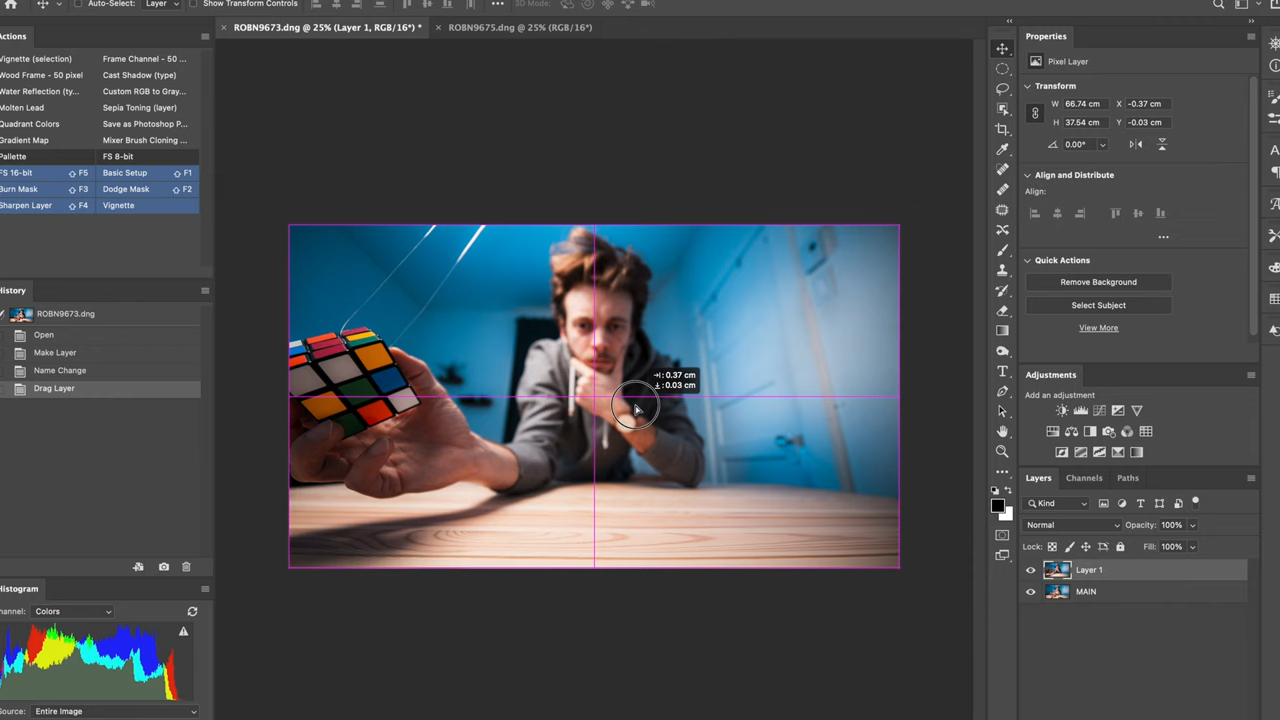 Auto-Select: Layer Show Transform Controls 3D Mode:
ROBN9673.dng @ 25% (Layer 1, RGB/16*) * ROBN9675.dng @ 25% (RGB/16*)
Actions
Vignette (selection) Frame Channel - 50 ...
Wood Frame - 50 pixel Cast Shadow (type)
Water Reflection (ty... Custom RGB to Gray...
Molten Lead Sepia Toning (layer)
Quadrant Colors Save as Photoshop P...
Gradient Map Mixer Brush Cloning ...
Pallette FS 8-bit
FS 16-bit F5 Basic Setup F1
Burn Mask F3 Dodge Mask F2
Sharpen Layer F4 Vignette
History
ROBN9673.dng
Open
Make Layer
Name Change
Drag Layer
Histogram
hannel: Colors
Source: Entire Image
: 0.37 cm
: 0.03 cm
Properties
Pixel Layer
Transform
W 66.74 cm X -0.37 cm
H 37.54 cm Y -0.03 cm
0.00°
Align and Distribute
Align:
Quick Actions
Remove Background
Select Subject
View More
Adjustments
Add an adjustment
Layers Channels Paths
Kind
Normal Opacity: 100%
Lock: Fill: 100%
Layer 1
MAIN